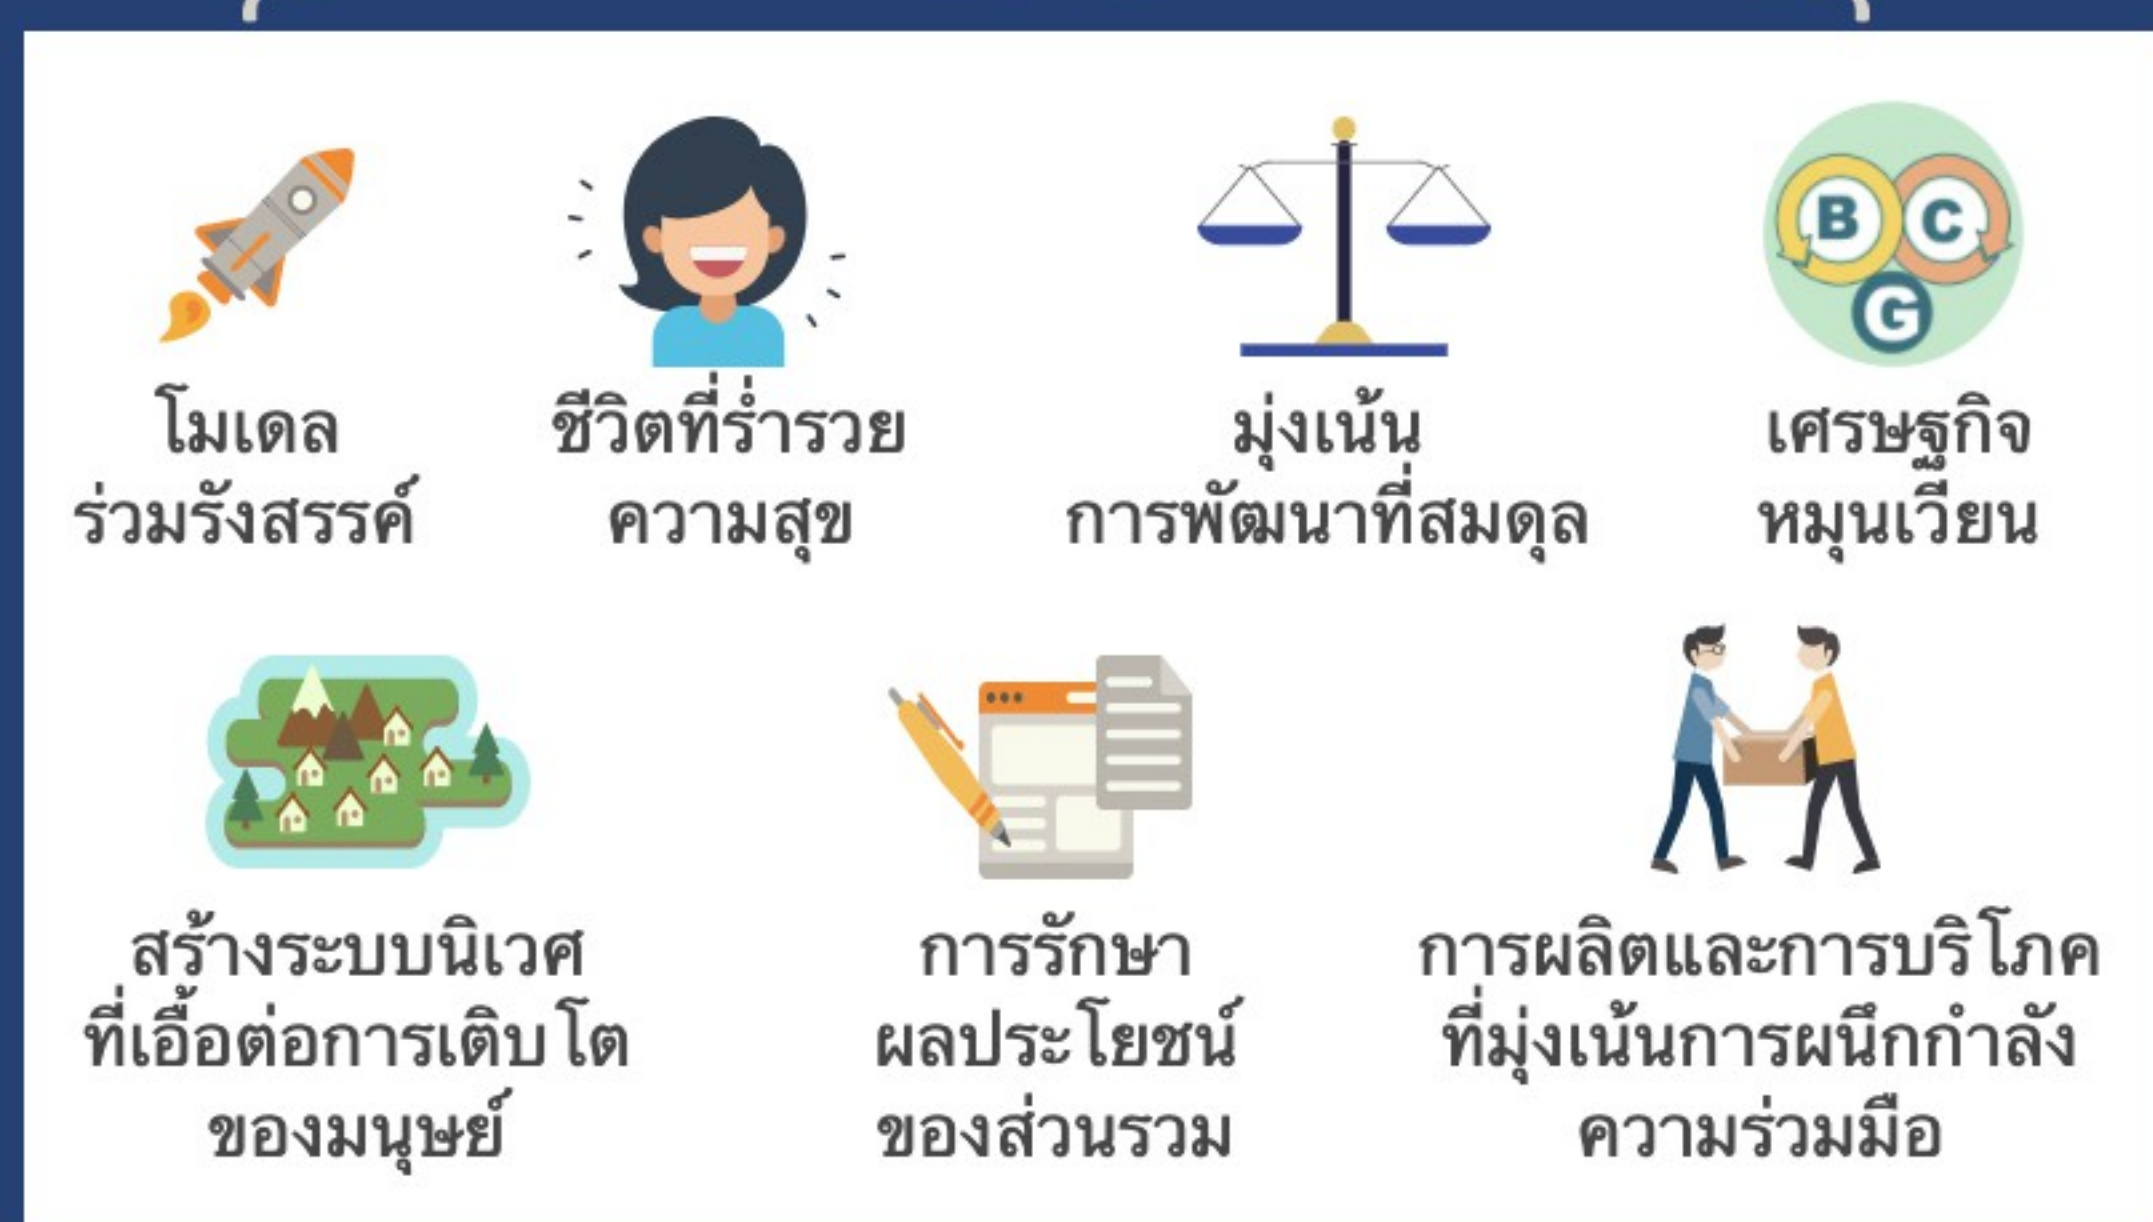 B C
G
โมเดล
ร่วมรังสรรค์
ชีวิตที่ร่ำรวย
ความสุข
มุ่งเน้น
การพัฒนาที่สมดุล
เศรษฐกิจ
หมุนเวียน
สร้างระบบนิเวศ
ที่เอื้อต่อการเติบโต
ของมนุษย์
การรักษา
ผลประโยชน์
ของส่วนรวม
การผลิตและการบริโภค
ที่มุ่งเน้นการผนึกกำลัง
ความร่วมมือ